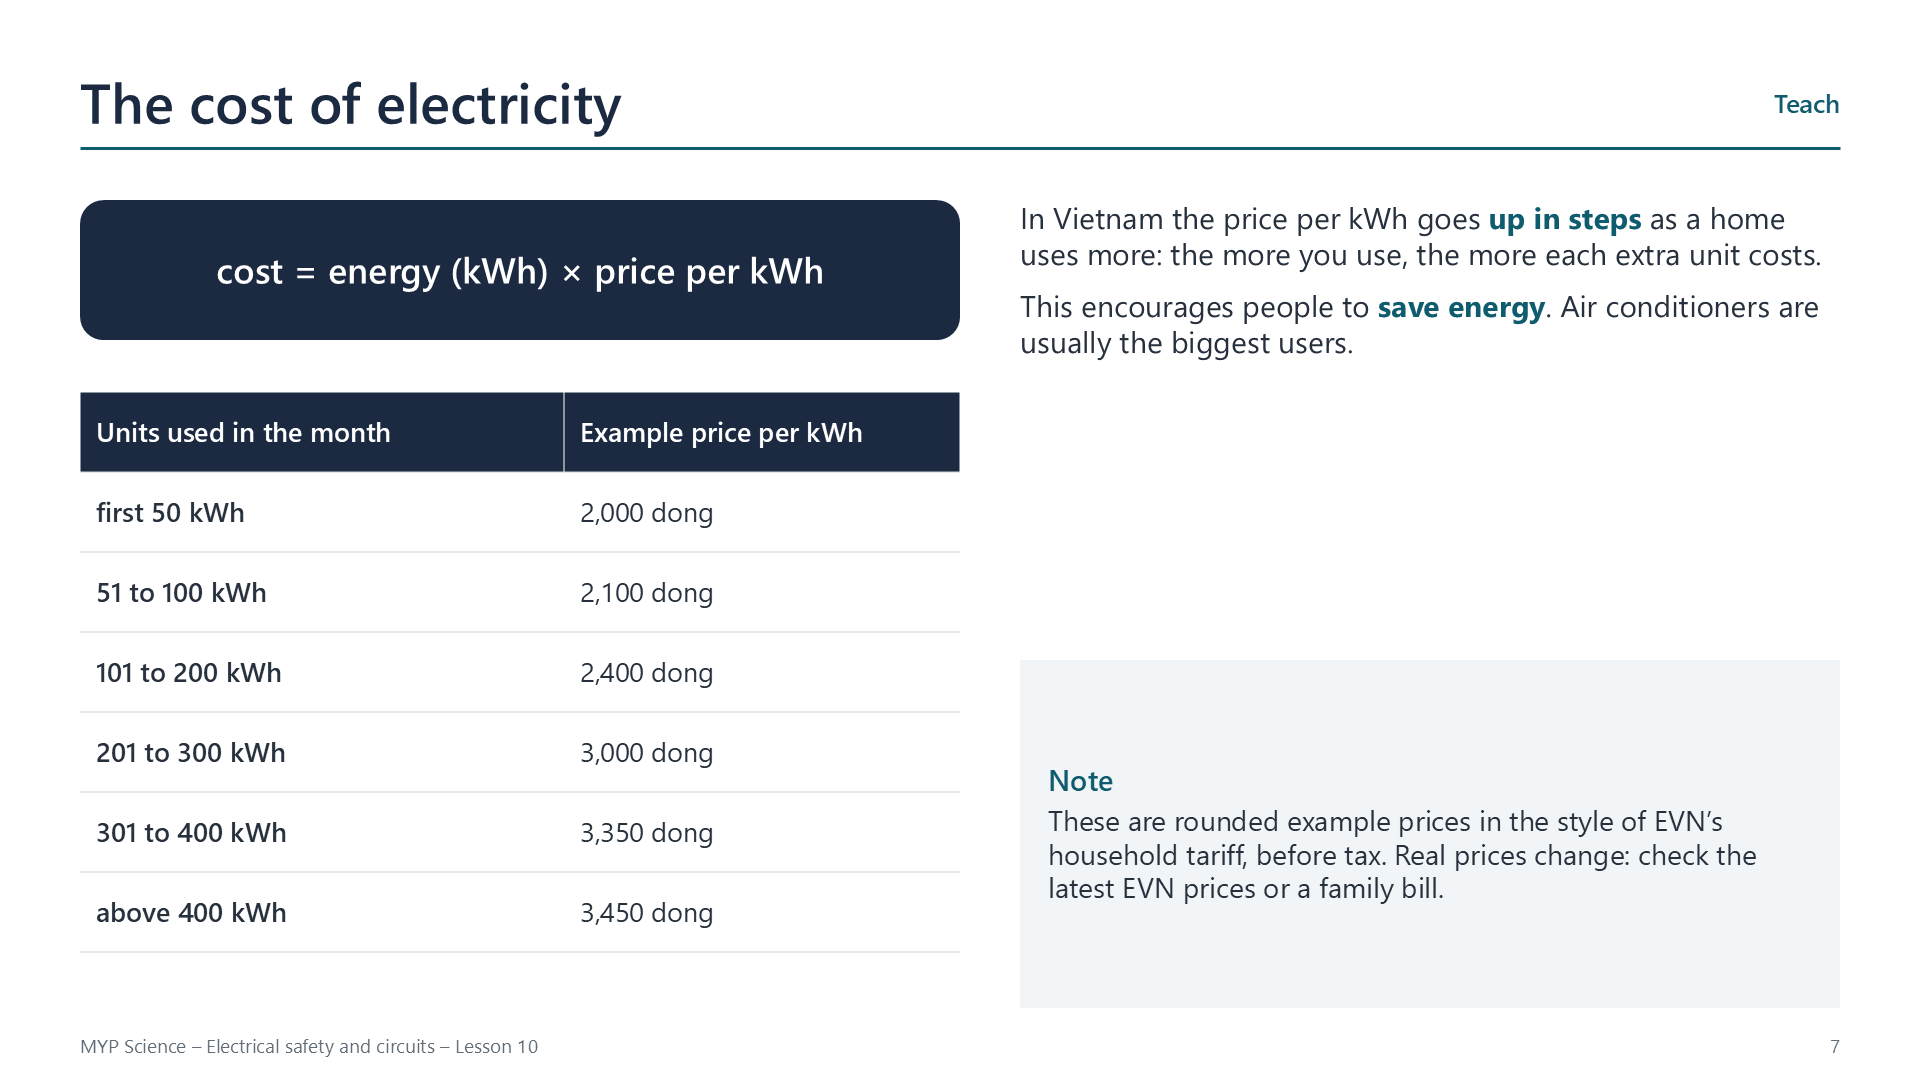 The cost of electricity
Teach
cost = energy (kWh) × price per kWh
Units used in the month
Example price per kWh
first 50 kWh
2,000 dong
51 to 100 kWh
2,100 dong
101 to 200 kWh
2,400 dong
201 to 300 kWh
3,000 dong
301 to 400 kWh
3,350 dong
above 400 kWh
3,450 dong
In Vietnam the price per kWh goes up in steps as a home
uses more: the more you use, the more each extra unit costs.
This encourages people to save energy. Air conditioners are
usually the biggest users.
Note
These are rounded example prices in the style of EVN’s
household tariff, before tax. Real prices change: check the
latest EVN prices or a family bill.
MYP Science – Electrical safety and circuits – Lesson 10
7